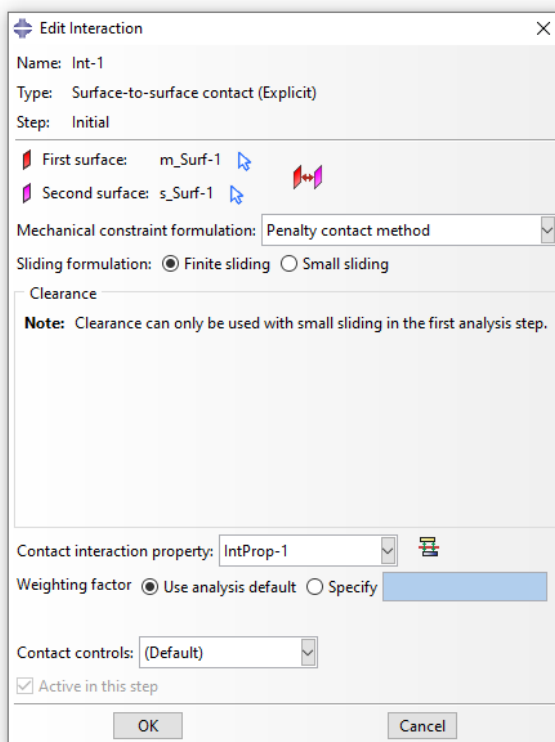 Edit Interaction
Name: Int-1
Type: Surface-to-surface contact (Explicit)
Step: Initial
First surface: m_Surf-1
Second surface: s_Surf-1
Mechanical constraint formulation: Penalty contact method
Sliding formulation: Finite sliding Small sliding
Clearance
Note: Clearance can only be used with small sliding in the first analysis step.
Contact interaction property: IntProp-1
Weighting factor Use analysis default Specify
Contact controls: (Default)
Active in this step
OK Cancel